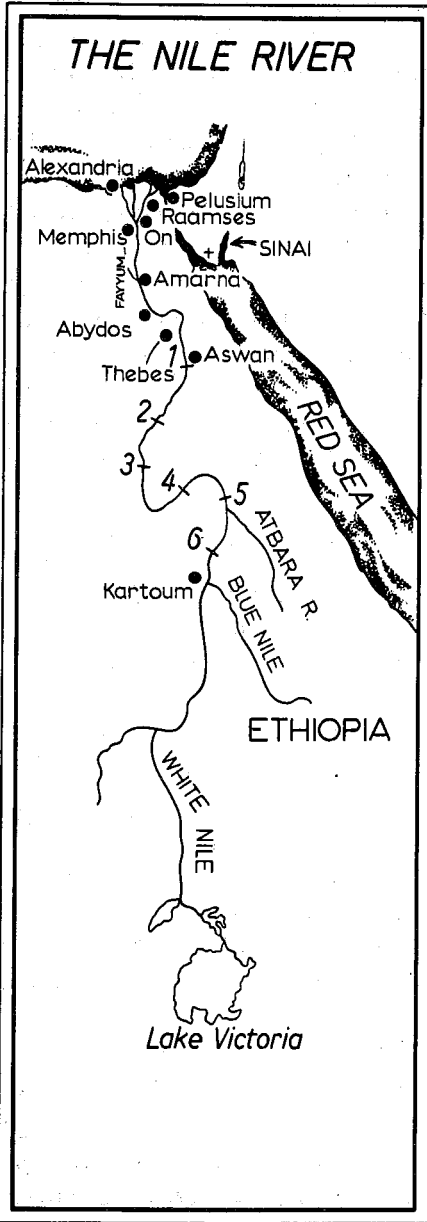 THE NILE RIVER
Alexandria
Pelusium
Raamses
Memphis
On
SINAI
FAYYUM
Amarna
Abydos
Thebes
1
Aswan
2
3
4
5
6
RED SEA
ATBARA R.
Kartoum
BLUE NILE
ETHIOPIA
WHITE NILE
Lake Victoria